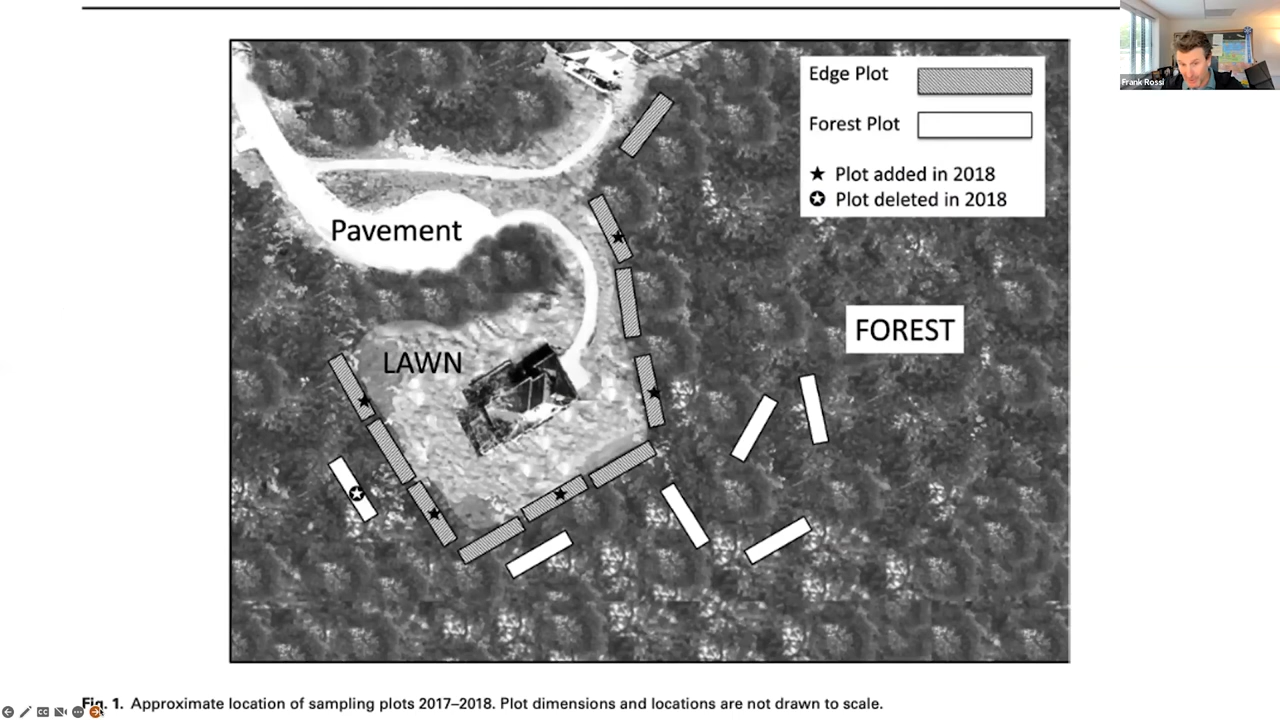 Frank Rossi
Edge Plot
Forest Plot
Plot added in 2018
Plot deleted in 2018
Pavement
FOREST
LAWN
Fig. 1. Approximate location of sampling plots 2017–2018. Plot dimensions and locations are not drawn to scale.